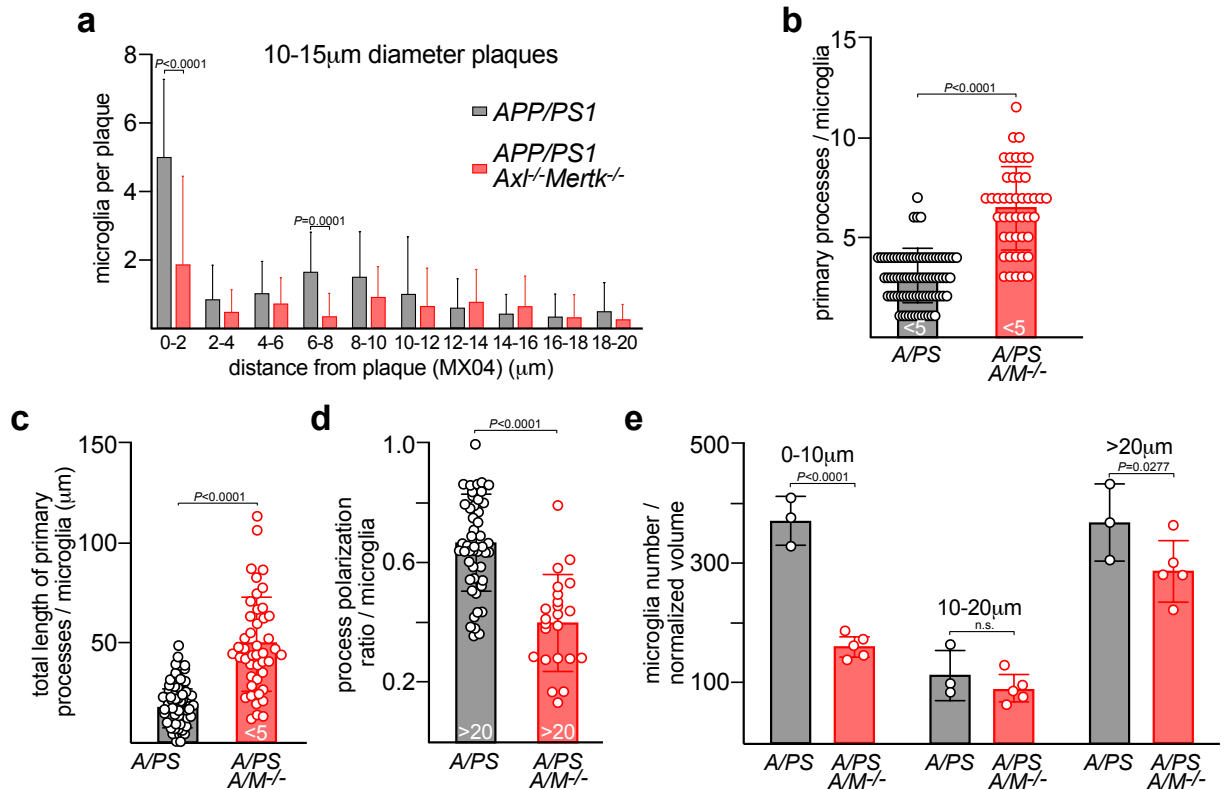 a
10-15μm diameter plaques
P<0.0001
P=0.0001
APP/PS1
APP/PS1
Axl-/-Mertk-/-
microglia per plaque
8
6
4
2
0-2 2-4 4-6 6-8 8-10 10-12 12-14 14-16 16-18 18-20
distance from plaque (MX04) (μm)
b
primary processes / microglia
15
10
5
P<0.0001
<5 <5
A/PS A/PS
A/M-/-
c
total length of primary
processes / microglia (μm)
150
100
50
P<0.0001
<5
A/PS A/PS
A/M-/-
d
process polarization
ratio / microglia
1.0
0.6
0.2
P<0.0001
>20 >20
A/PS A/PS
A/M-/-
e
microglia number /
normalized volume
500
300
100
0-10μm
P<0.0001
10-20μm
n.s.
>20μm
P=0.0277
A/PS A/PS A/PS A/PS A/PS A/PS
A/M-/- A/M-/- A/M-/-